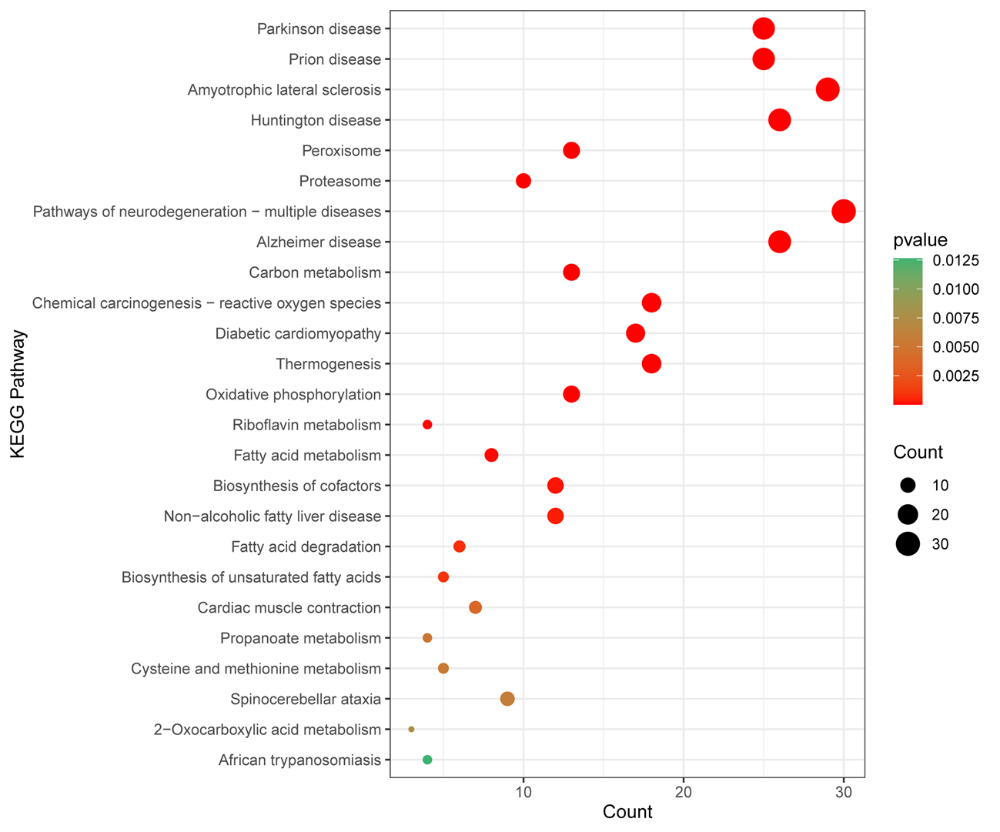 Parkinson disease
Prion disease
Amyotrophic lateral sclerosis
Huntington disease
Peroxisome
Proteasome
Pathways of neurodegeneration − multiple diseases
Alzheimer disease
Carbon metabolism
Chemical carcinogenesis − reactive oxygen species
Diabetic cardiomyopathy
Thermogenesis
Oxidative phosphorylation
Riboflavin metabolism
Fatty acid metabolism
Biosynthesis of cofactors
Non−alcoholic fatty liver disease
Fatty acid degradation
Biosynthesis of unsaturated fatty acids
Cardiac muscle contraction
Propanoate metabolism
Cysteine and methionine metabolism
Spinocerebellar ataxia
2−Oxocarboxylic acid metabolism
African trypanosomiasis
KEGG Pathway
10 20 30
Count
pvalue
0.0125
0.0100
0.0075
0.0050
0.0025
Count
10
20
30